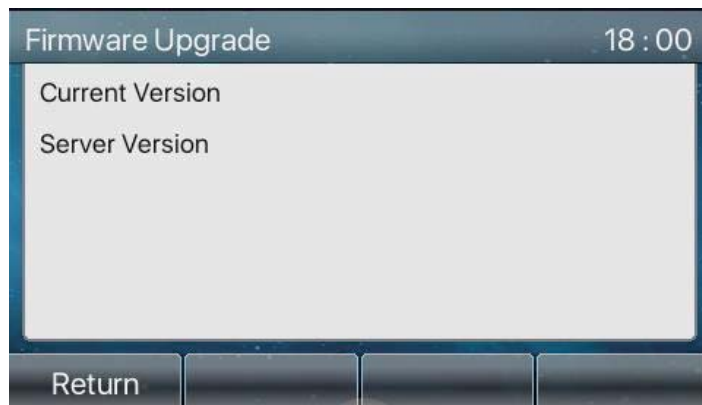 Firmware Upgrade 18 : 00
Current Version
Server Version
Return